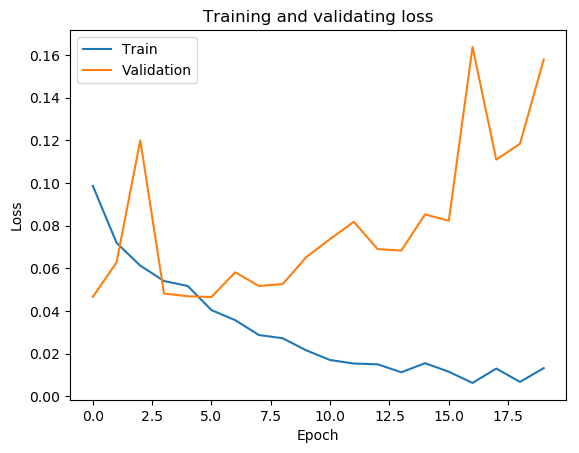 Training and validating loss
Train
Validation
0.16
0.14
0.12
0.10
0.08
0.06
0.04
0.02
0.00
Loss
0.0 2.5 5.0 7.5 10.0 12.5 15.0 17.5
Epoch